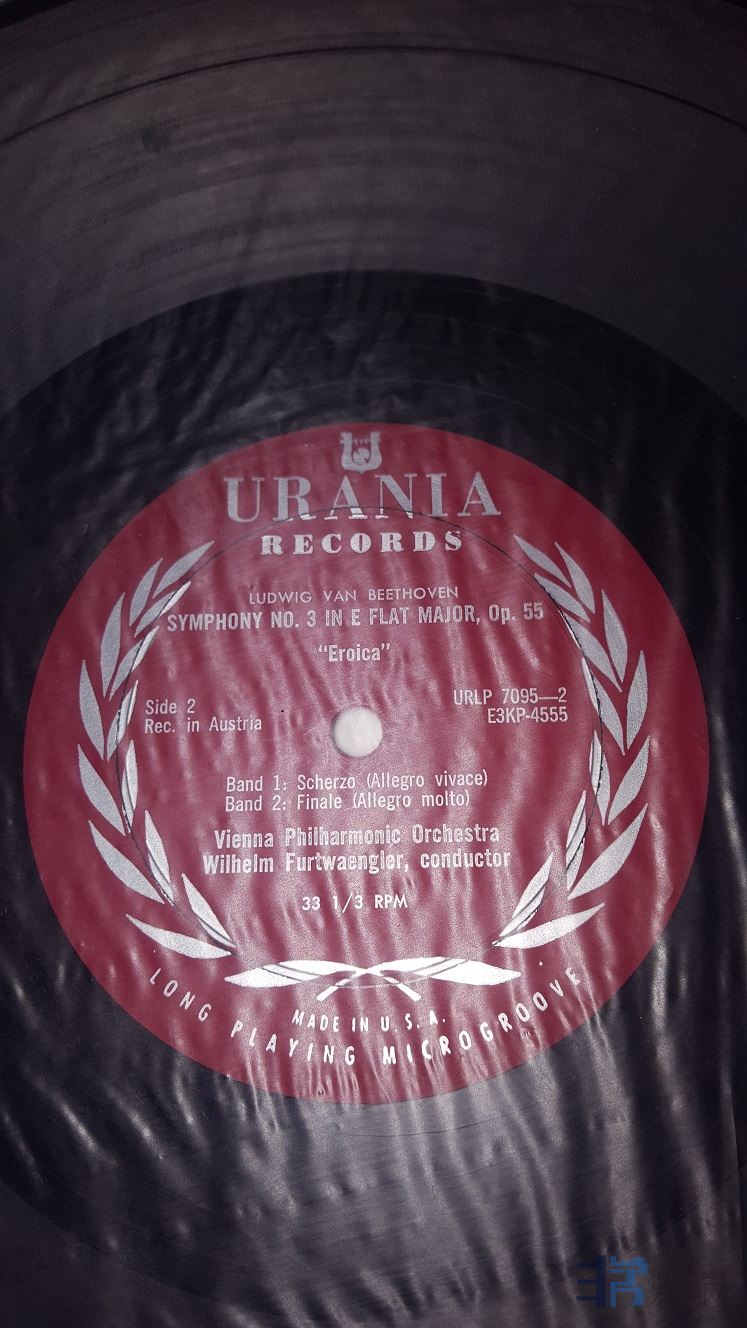 URANIA
RECORDS
LUDWIG VAN BEETHOVEN
SYMPHONY NO. 3 IN E FLAT MAJOR, Op. 55
"Eroica"
Side 2
Rec. in Austria
URLP 7095—2
E3KP-4555
Band 1: Scherzo (Allegro vivace)
Band 2: Finale (Allegro molto)
Vienna Philharmonic Orchestra
Wilhelm Furtwaengler, conductor
33 1/3 RPM
MADE IN U. S. A.
LONG PLAYING MICROGROOVE